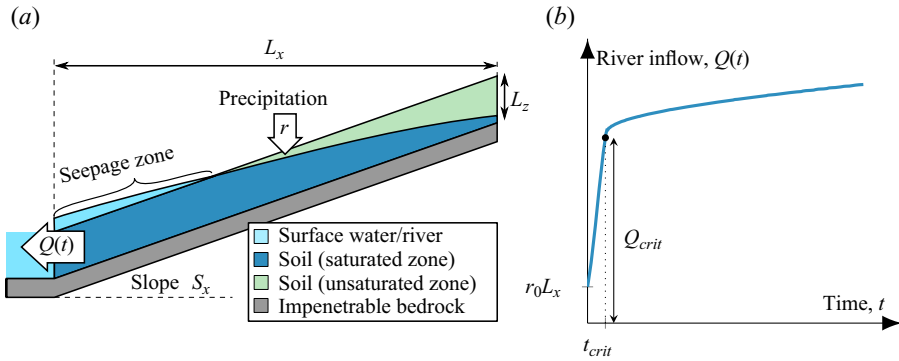 (a)
L_x
Precipitation
r
L_z
Seepage zone
Q(t)
Slope S_x
Surface water/river
Soil (saturated zone)
Soil (unsaturated zone)
Impenetrable bedrock
(b)
River inflow, Q(t)
Q_crit
r_0L_x
Time, t
t_crit